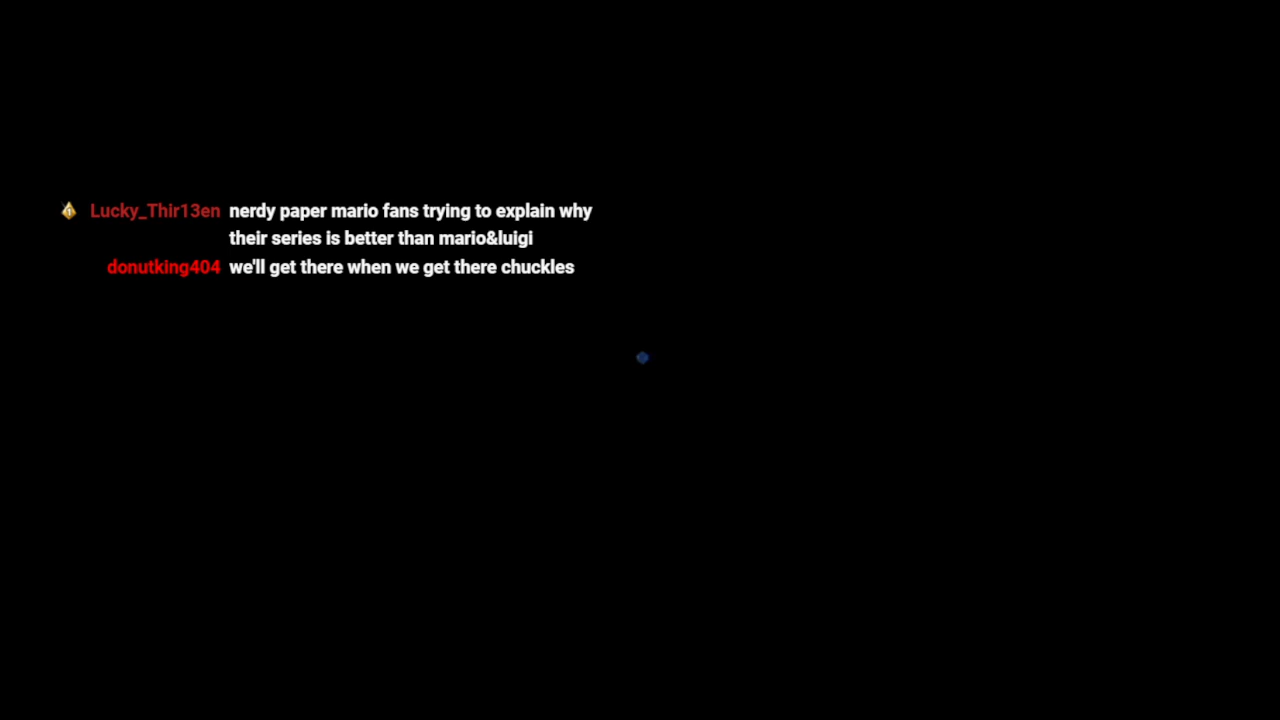 Lucky_Thir13en nerdy paper mario fans trying to explain why
their series is better than mario&luigi
donutking404 we'll get there when we get there chuckles